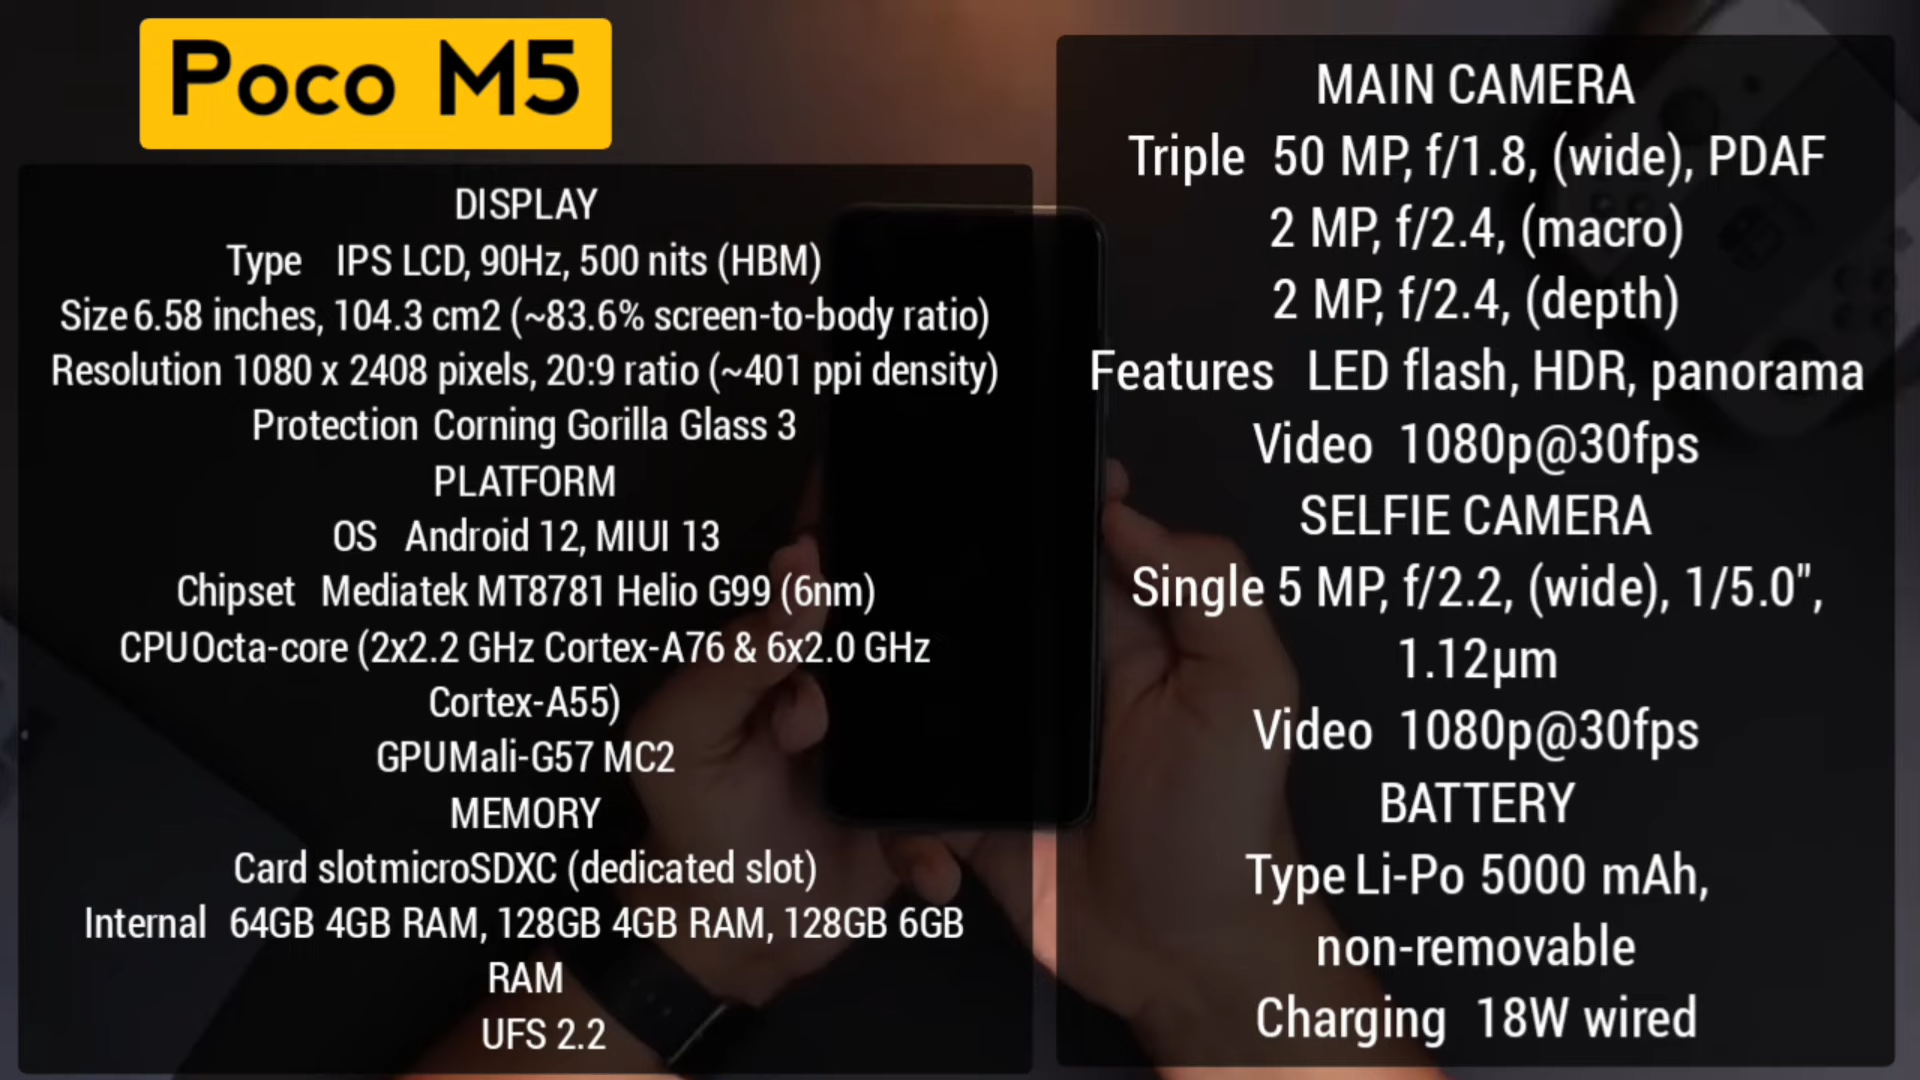 Poco M5
DISPLAY
Type IPS LCD, 90Hz, 500 nits (HBM)
Size 6.58 inches, 104.3 cm2 (~83.6% screen-to-body ratio)
Resolution 1080 x 2408 pixels, 20:9 ratio (~401 ppi density)
Protection Corning Gorilla Glass 3
PLATFORM
OS Android 12, MIUI 13
Chipset Mediatek MT8781 Helio G99 (6nm)
CPUOcta-core (2x2.2 GHz Cortex-A76 & 6x2.0 GHz
Cortex-A55)
GPUMali-G57 MC2
MEMORY
Card slotmicroSDXC (dedicated slot)
Internal 64GB 4GB RAM, 128GB 4GB RAM, 128GB 6GB
RAM
UFS 2.2
MAIN CAMERA
Triple 50 MP, f/1.8, (wide), PDAF
2 MP, f/2.4, (macro)
2 MP, f/2.4, (depth)
Features LED flash, HDR, panorama
Video 1080p@30fps
SELFIE CAMERA
Single 5 MP, f/2.2, (wide), 1/5.0",
1.12µm
Video 1080p@30fps
BATTERY
Type Li-Po 5000 mAh,
non-removable
Charging 18W wired